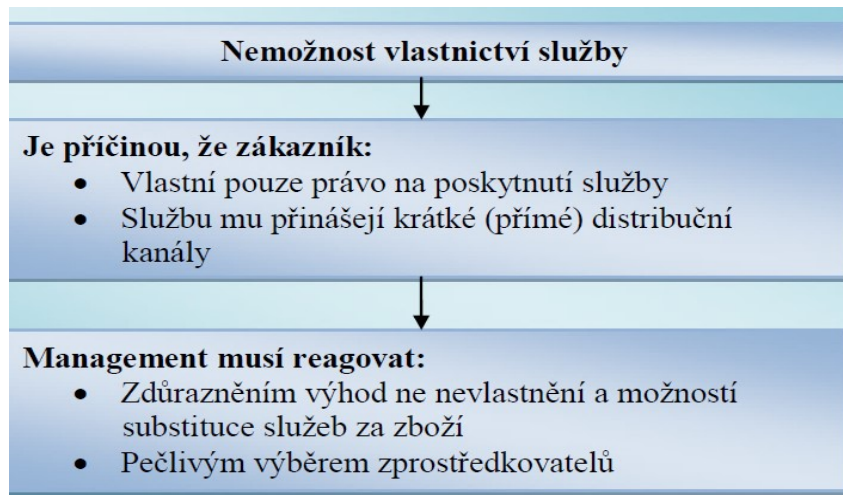 Nemožnost vlastnictví služby
Je příčinou, že zákazník:
• Vlastní pouze právo na poskytnutí služby
• Službu mu přinášejí krátké (přímé) distribuční
kanály
Management musí reagovat:
• Zdůrazněním výhod ne nevlastnění a možností
substituce služeb za zboží
• Pečlivým výběrem zprostředkovatelů